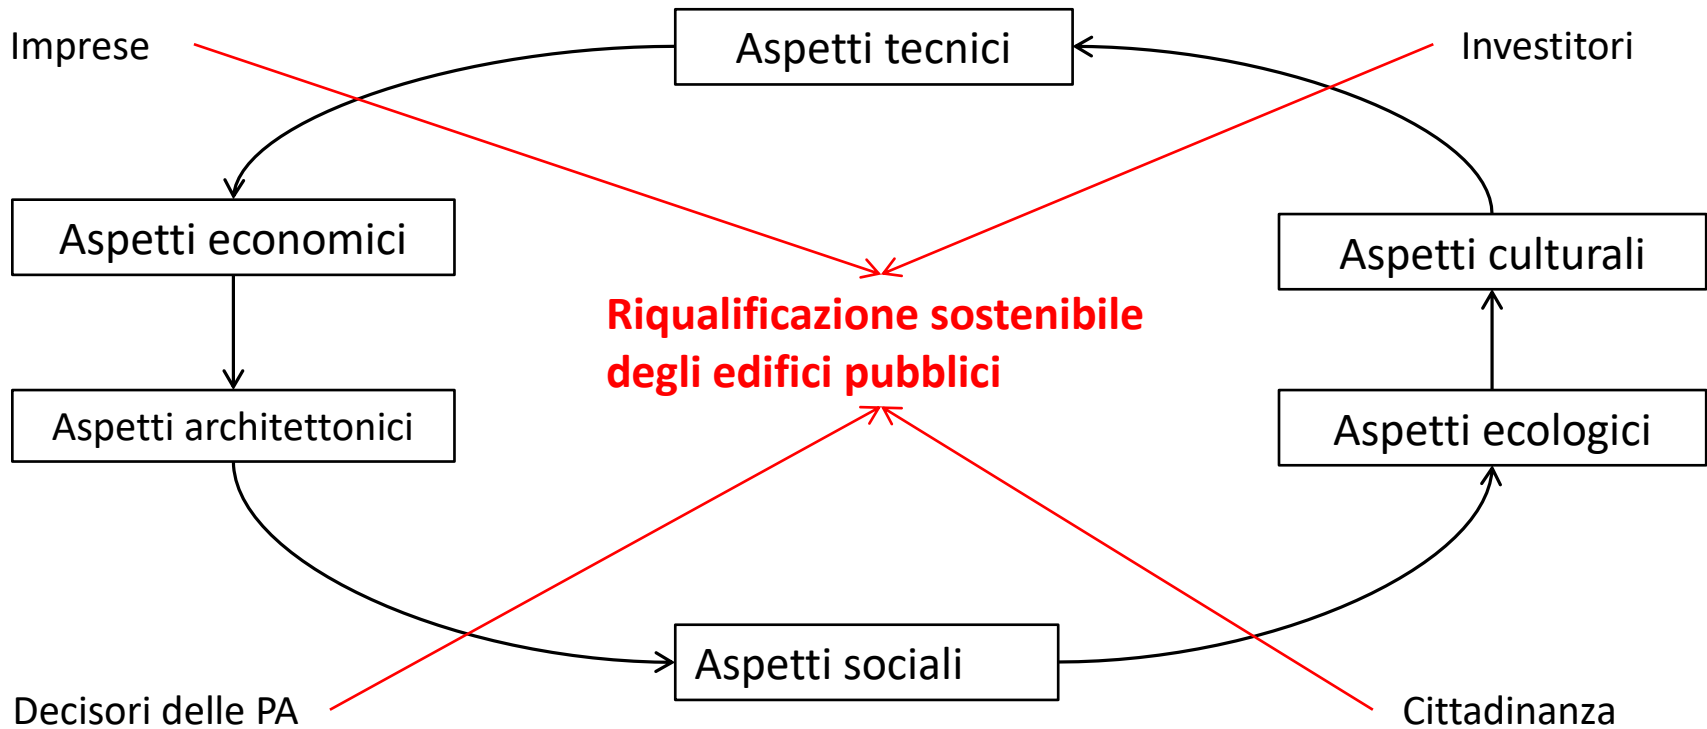 Imprese
Aspetti tecnici
Investitori
Aspetti economici
Aspetti culturali
Riqualificazione sostenibile
degli edifici pubblici
Aspetti architettonici
Aspetti ecologici
Aspetti sociali
Decisori delle PA
Cittadinanza